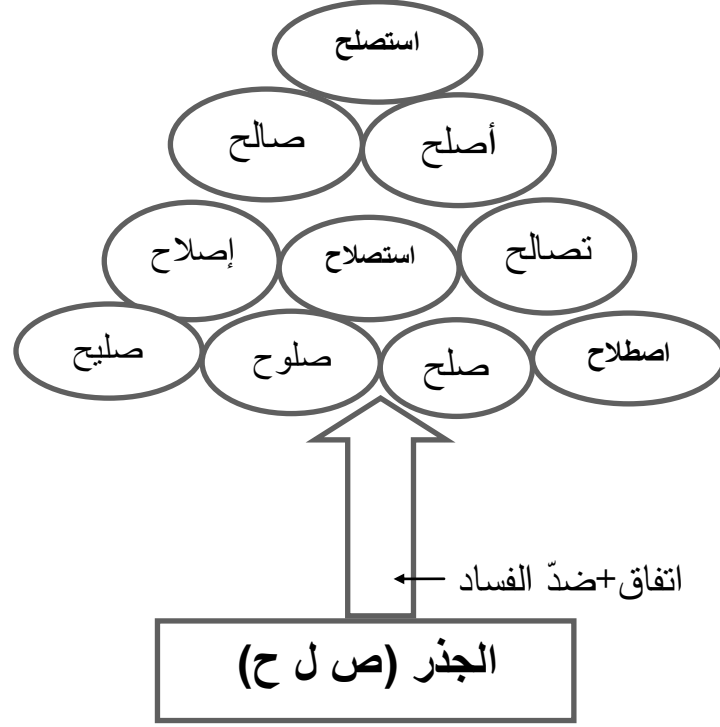 استصلح
أصلح صالح
تصالح استصلاح إصلاح
اصطلاح صلح صلوح صليح
اتفاق+ضدّ الفساد
الجذر (ص ل ح)